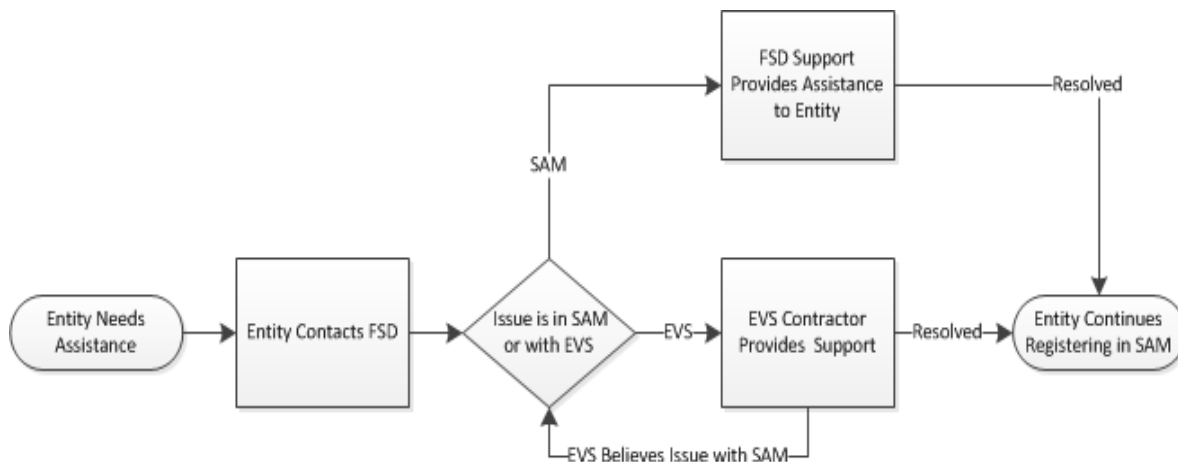 FSD Support
Provides Assistance
to Entity
Resolved
SAM
Entity Needs
Assistance
Entity Contacts FSD
Issue is in SAM
or with EVS
EVS
EVS Contractor
Provides Support
Resolved
Entity Continues
Registering in SAM
EVS Believes Issue with SAM